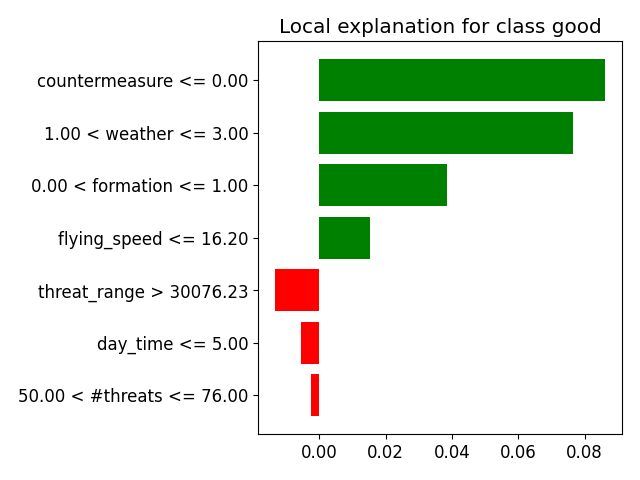 Local explanation for class good
countermeasure <= 0.00
1.00 < weather <= 3.00
0.00 < formation <= 1.00
flying_speed <= 16.20
threat_range > 30076.23
day_time <= 5.00
50.00 < #threats <= 76.00
0.00 0.02 0.04 0.06 0.08